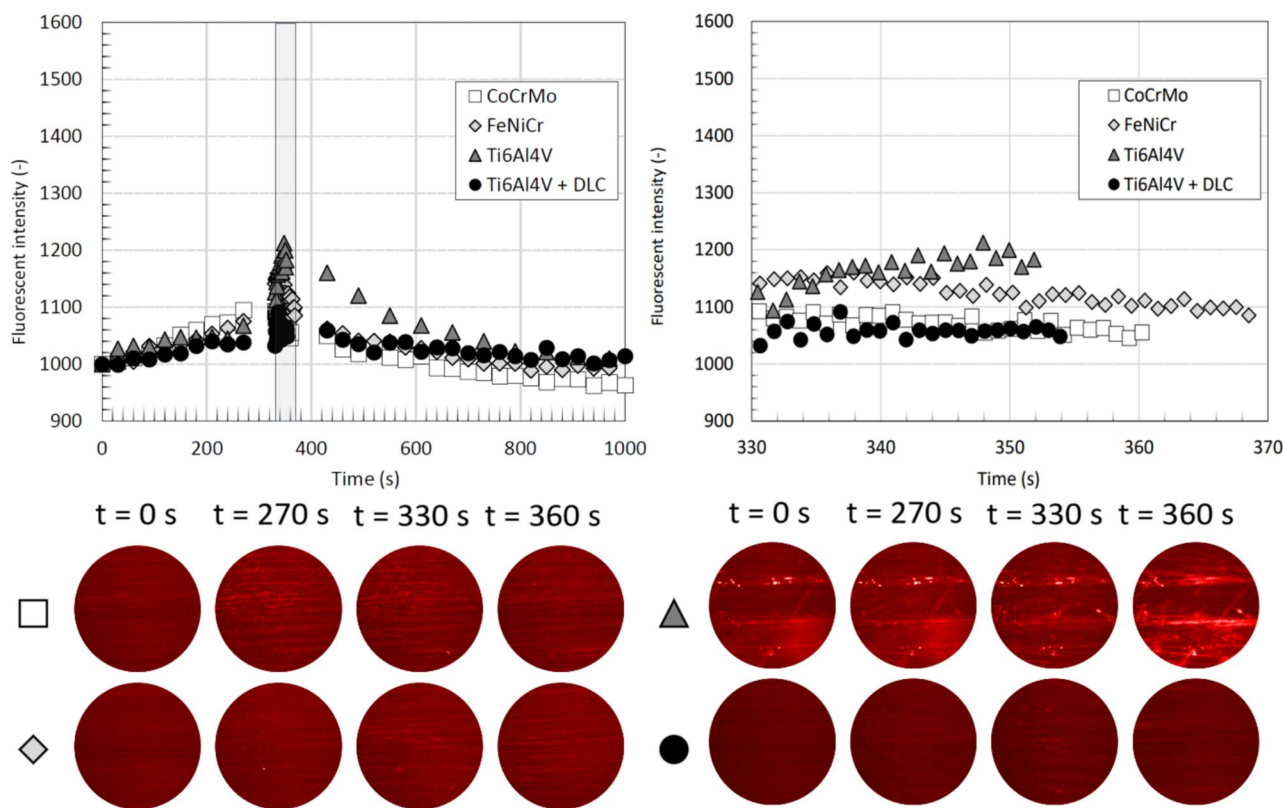 1600
1500
1400
1300
1200
1100
1000
900
Fluorescent intensity (-)
CoCrMo
FeNiCr
Ti6Al4V
Ti6Al4V + DLC
0 200 400 600 800 1000
Time (s)
1600
1500
1400
1300
1200
1100
1000
900
Fluorescent intensity (-)
CoCrMo
FeNiCr
Ti6Al4V
Ti6Al4V + DLC
330 340 350 360 370
Time (s)
t = 0 s t = 270 s t = 330 s t = 360 s
t = 0 s t = 270 s t = 330 s t = 360 s